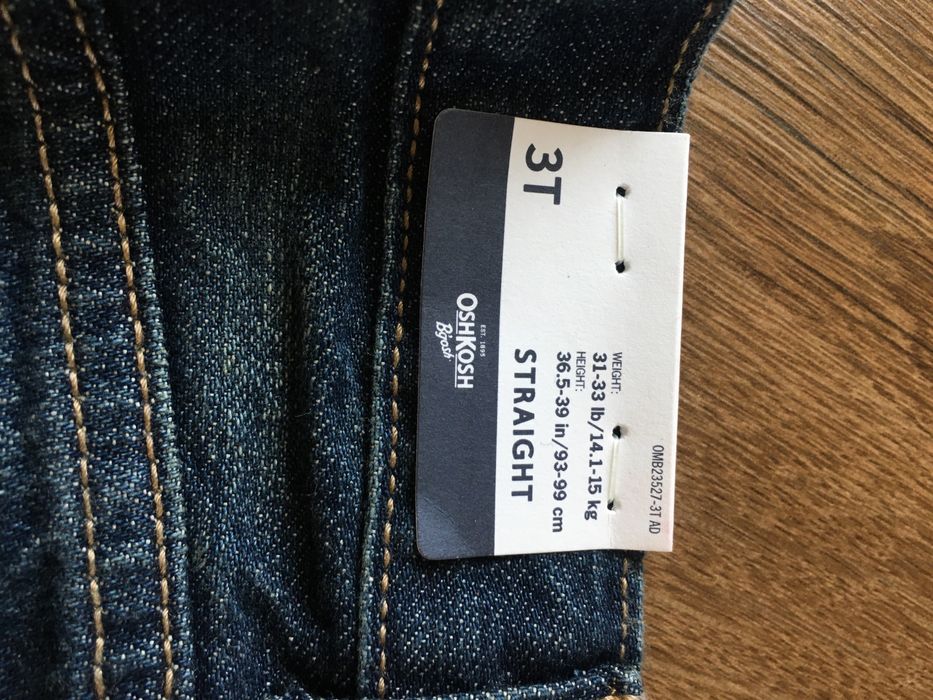 OMB23527-3T AD
3T
WEIGHT:
31-33 lb/14.1-15 kg
HEIGHT:
36.5-39 in/93-99 cm
STRAIGHT
EST. 1895
OSHKOSH
B'gosh